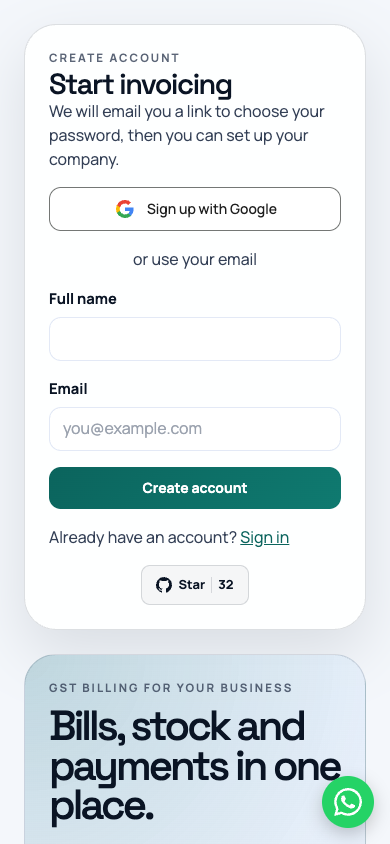 CREATE ACCOUNT
Start invoicing
We will email you a link to choose your
password, then you can set up your
company.
Sign up with Google
or use your email
Full name
Email
you@example.com
Create account
Already have an account? Sign in
Star 32
GST BILLING FOR YOUR BUSINESS
Bills, stock and
payments in one
place.